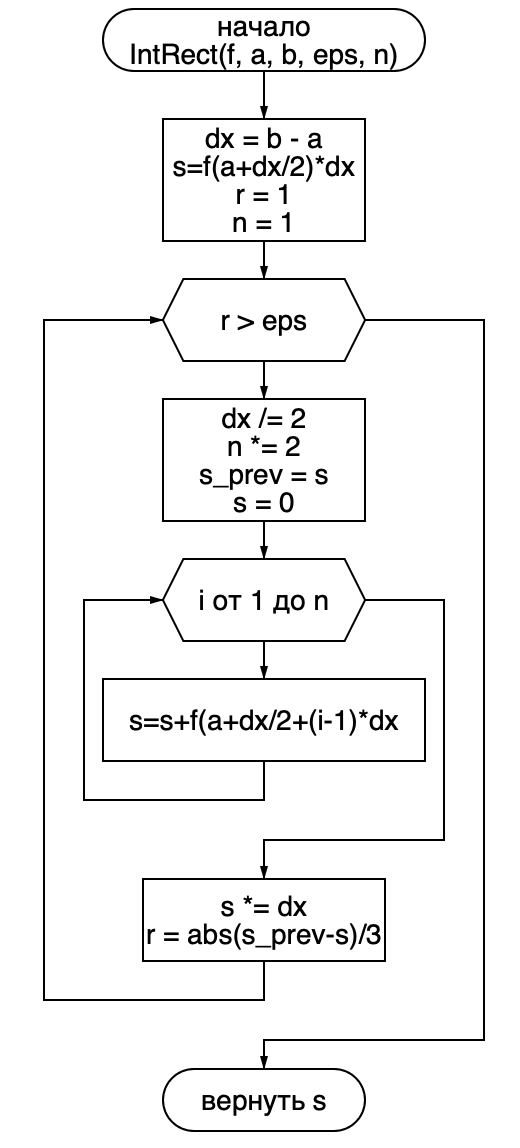 начало
IntRect(f, a, b, eps, n)
dx = b - a
s=f(a+dx/2)*dx
r = 1
n = 1
r > eps
dx /= 2
n *= 2
s_prev = s
s = 0
i от 1 до n
s=s+f(a+dx/2+(i-1)*dx
s *= dx
r = abs(s_prev-s)/3
вернуть s